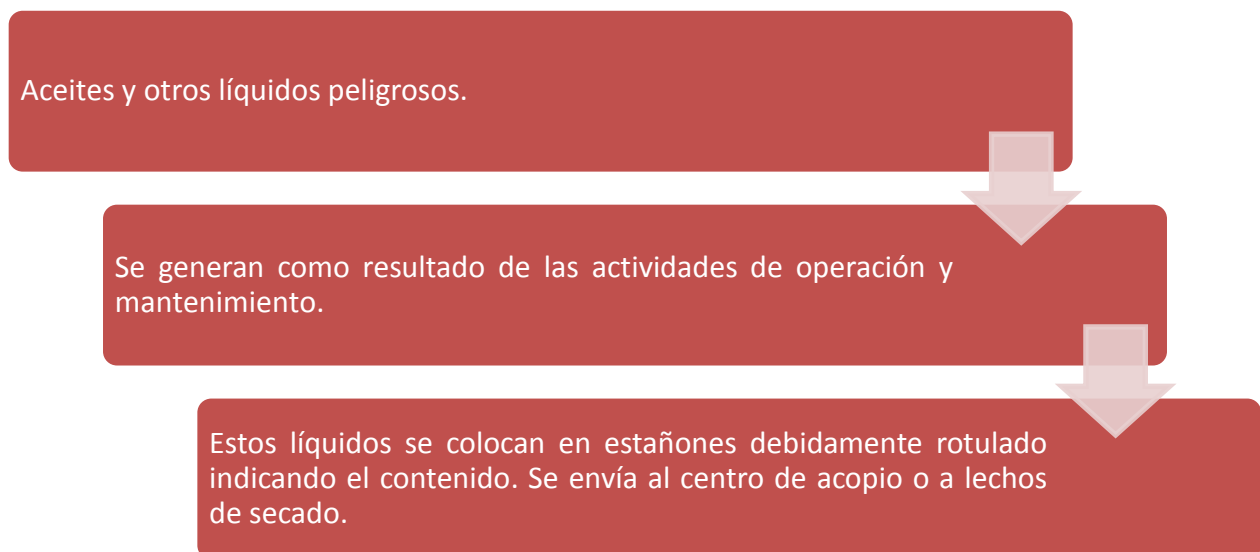 Aceites y otros líquidos peligrosos.
Se generan como resultado de las actividades de operación y
mantenimiento.
Estos líquidos se colocan en estañones debidamente rotulado
indicando el contenido. Se envía al centro de acopio o a lechos
de secado.